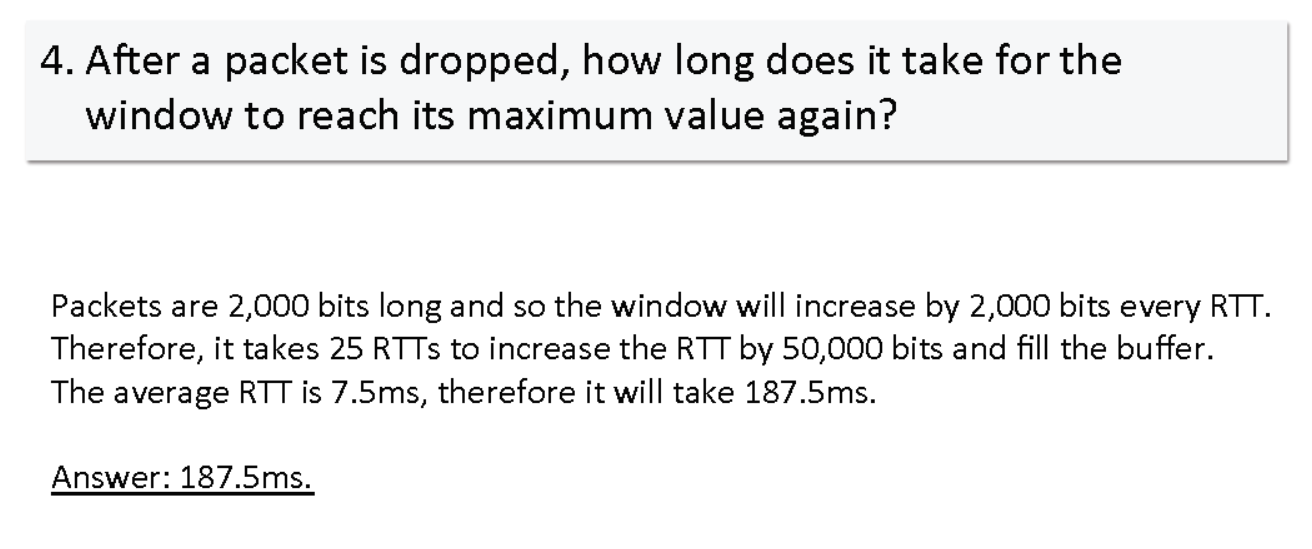 4. After a packet is dropped, how long does it take for the
window to reach its maximum value again?
Packets are 2,000 bits long and so the window will increase by 2,000 bits every RTT.
Therefore, it takes 25 RTTs to increase the RTT by 50,000 bits and fill the buffer.
The average RTT is 7.5ms, therefore it will take 187.5ms.
Answer: 187.5ms.